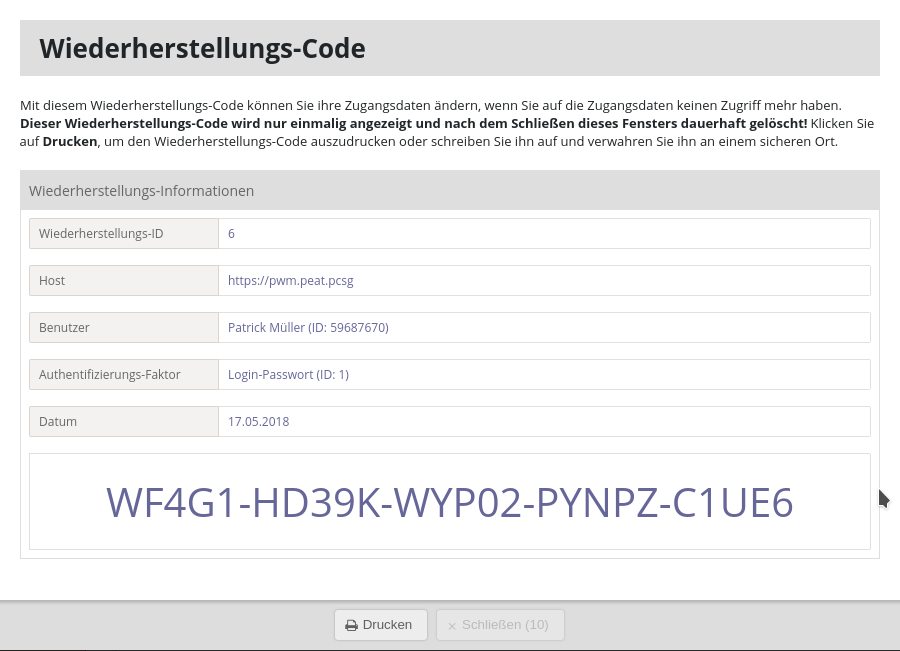 Wiederherstellungs-Code
Mit diesem Wiederherstellungs-Code können Sie ihre Zugangsdaten ändern, wenn Sie auf die Zugangsdaten keinen Zugriff mehr haben.
Dieser Wiederherstellungs-Code wird nur einmalig angezeigt und nach dem Schließen dieses Fensters dauerhaft gelöscht! Klicken Sie
auf Drucken, um den Wiederherstellungs-Code auszudrucken oder schreiben Sie ihn auf und verwahren Sie ihn an einem sicheren Ort.
Wiederherstellungs-Informationen
Wiederherstellungs-ID 6
Host https://pwm.peat.pcsg
Benutzer Patrick Müller (ID: 59687670)
Authentifizierungs-Faktor Login-Passwort (ID: 1)
Datum 17.05.2018
WF4G1-HD39K-WYP02-PYNPZ-C1UE6
Drucken × Schließen (10)